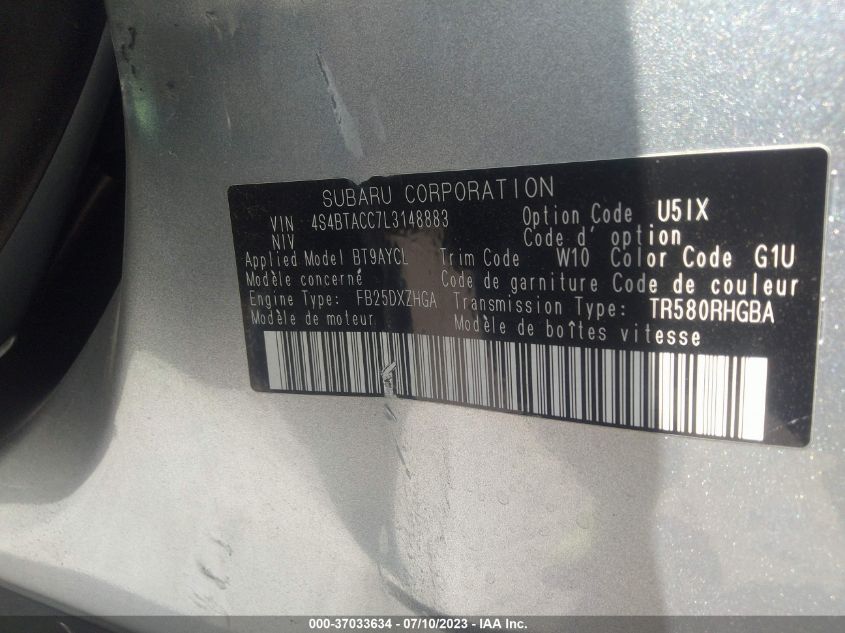 SUBARU CORPORATION
VIN 4S4BTACC7L3148883 Option Code U5IX
NIV Code d' option
Applied Model BT9AYCL Trim Code W10 Color Code G1U
Modèle concerné Code de garniture Code de couleur
Engine Type: FB25DXZHGA Transmission Type: TR580RHGBA
Modèle de moteur Modèle de boîtes vitesse
000-37033634 - 07/10/2023 - IAA Inc.